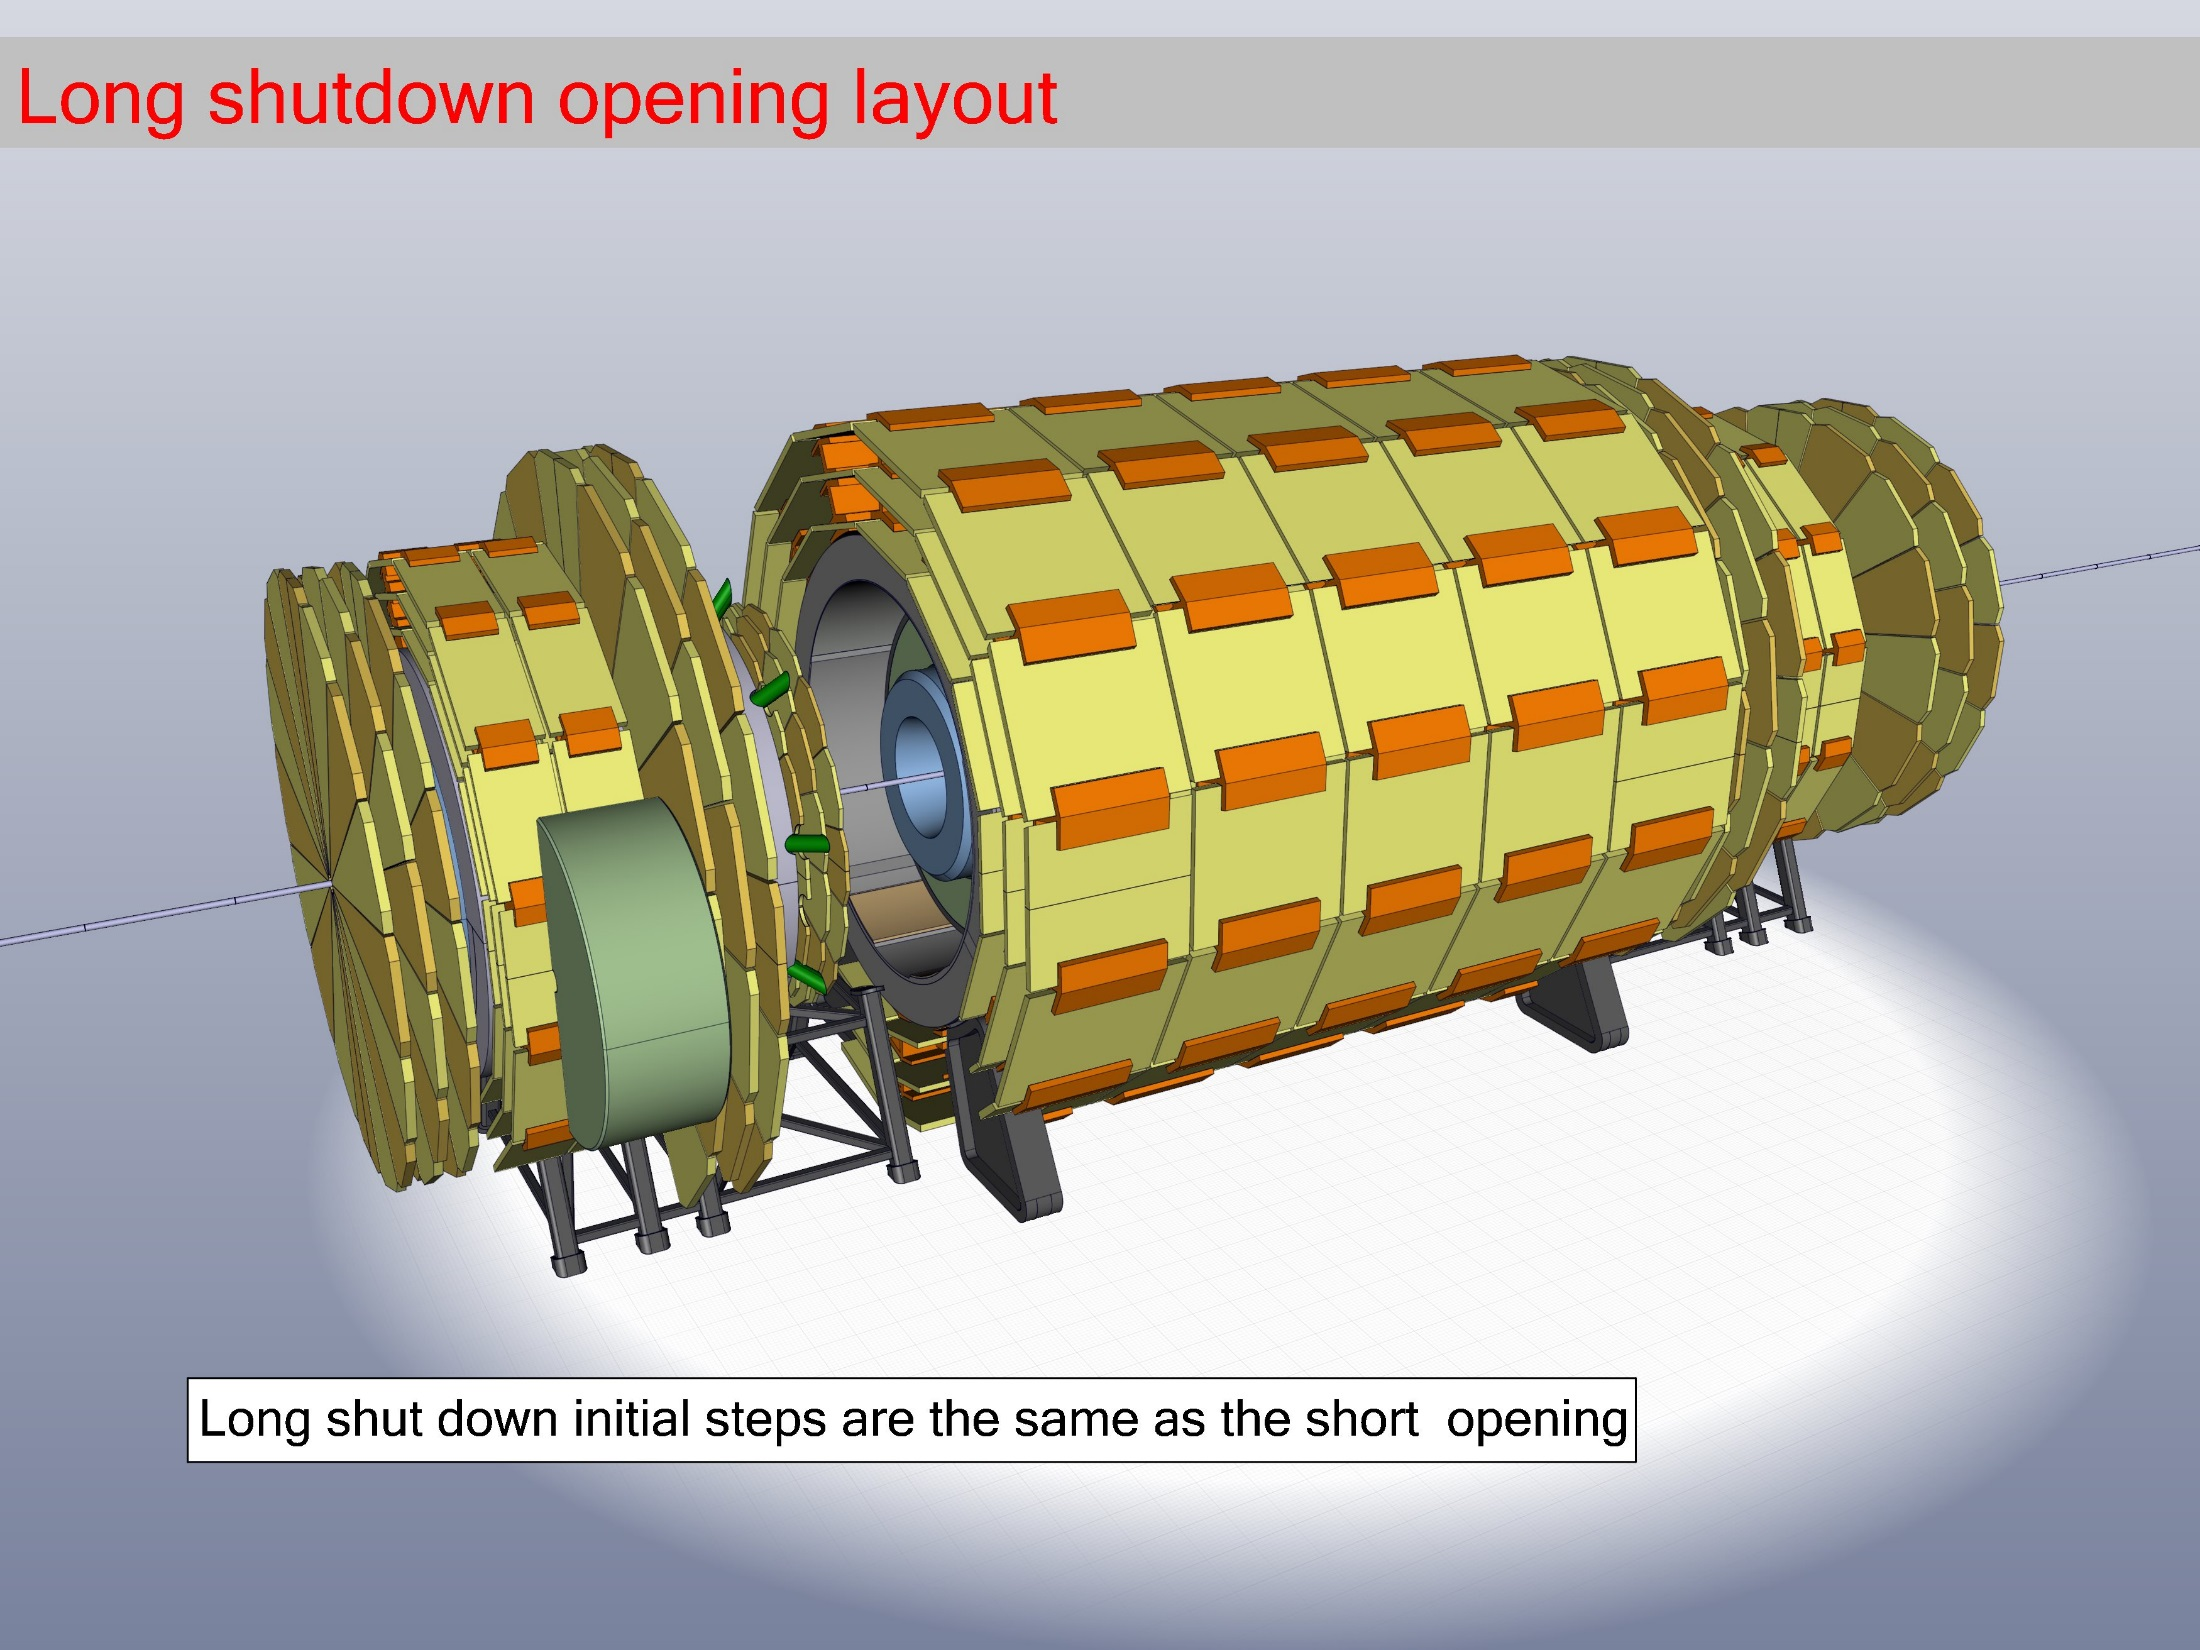 Long shutdown opening layout
Long shut down initial steps are the same as the short  opening